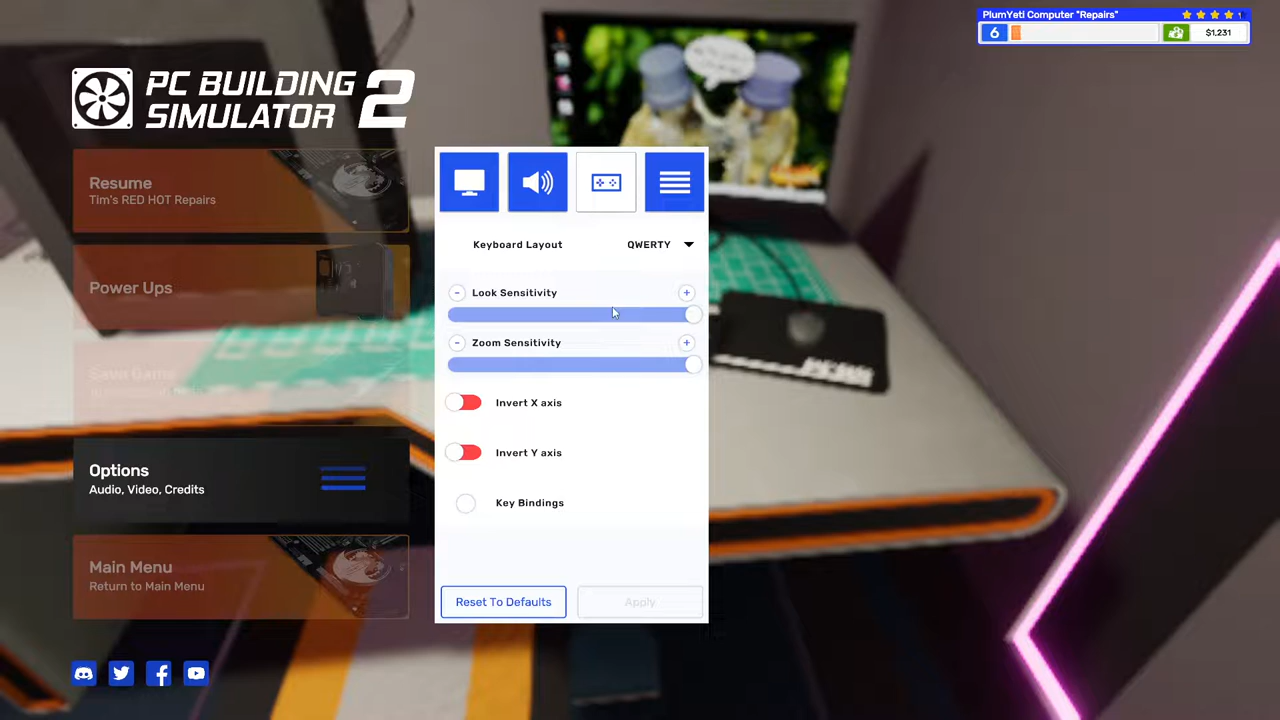 PlumYeti Computer "Repairs"
6
$1,231
PC BUILDING
SIMULATOR 2
Resume
Tim's RED HOT Repairs
Power Ups
Save Game
Options
Audio, Video, Credits
Main Menu
Return to Main Menu
Keyboard Layout
QWERTY
- Look Sensitivity +
- Zoom Sensitivity +
Invert X axis
Invert Y axis
Key Bindings
Reset To Defaults
Apply